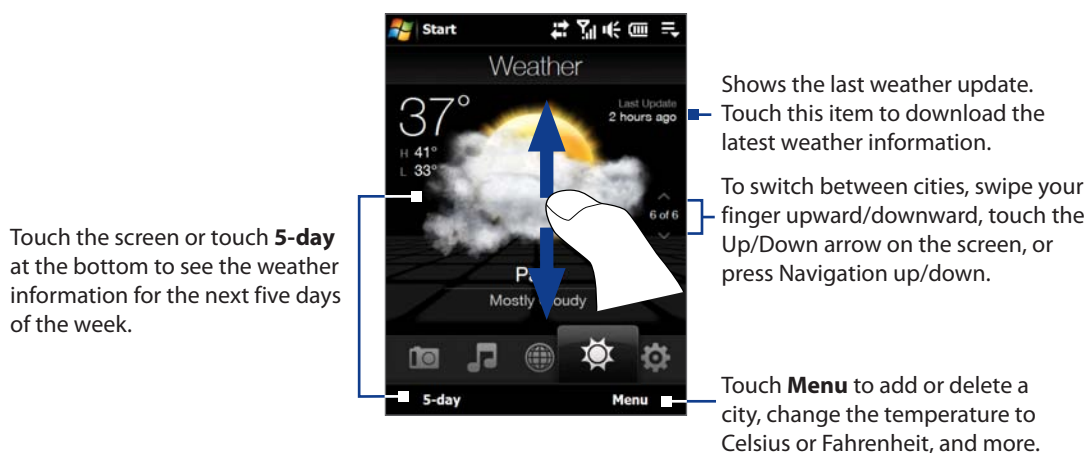 Start
Weather
37°
H 41°
L 33°
Last Update
2 hours ago
6 of 6
Mostly
5-day
Menu
Touch the screen or touch 5-day
at the bottom to see the weather
information for the next five days
of the week.
Shows the last weather update.
Touch this item to download the
latest weather information.
To switch between cities, swipe your
finger upward/downward, touch the
Up/Down arrow on the screen, or
press Navigation up/down.
Touch Menu to add or delete a
city, change the temperature to
Celsius or Fahrenheit, and more.